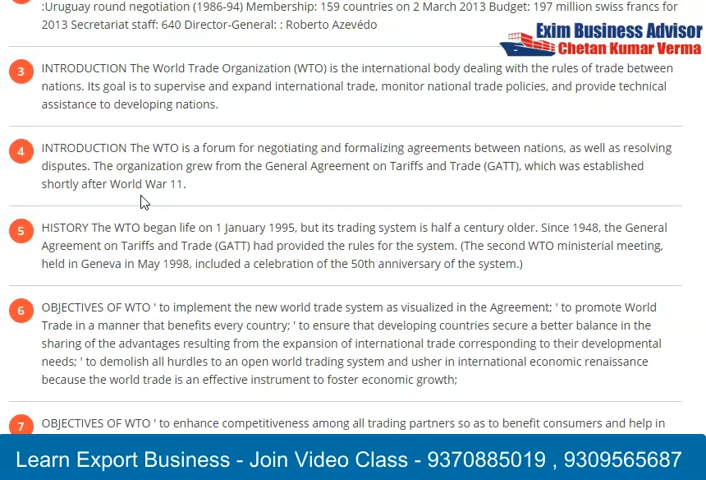 :Uruguay round negotiation (1986-94) Membership: 159 countries on 2 March 2013 Budget: 197 million swiss francs for
2013 Secretariat staff: 640 Director-General: : Roberto Azevédo
Exim Business Advisor
Chetan Kumar Verma
3
INTRODUCTION The World Trade Organization (WTO) is the international body dealing with the rules of trade between
nations. Its goal is to supervise and expand international trade, monitor national trade policies, and provide technical
assistance to developing nations.
4
INTRODUCTION The WTO is a forum for negotiating and formalizing agreements between nations, as well as resolving
disputes. The organization grew from the General Agreement on Tariffs and Trade (GATT), which was established
shortly after World War 11.
5
HISTORY The WTO began life on 1 January 1995, but its trading system is half a century older. Since 1948, the General
Agreement on Tariffs and Trade (GATT) had provided the rules for the system. (The second WTO ministerial meeting,
held in Geneva in May 1998, included a celebration of the 50th anniversary of the system.)
6
OBJECTIVES OF WTO ' to implement the new world trade system as visualized in the Agreement; ' to promote World
Trade in a manner that benefits every country; ' to ensure that developing countries secure a better balance in the
sharing of the advantages resulting from the expansion of international trade corresponding to their developmental
needs; ' to demolish all hurdles to an open world trading system and usher in international economic renaissance
because the world trade is an effective instrument to foster economic growth;
7
OBJECTIVES OF WTO ' to enhance competitiveness among all trading partners so as to benefit consumers and help in
Learn Export Business - Join Video Class - 9370885019 , 9309565687